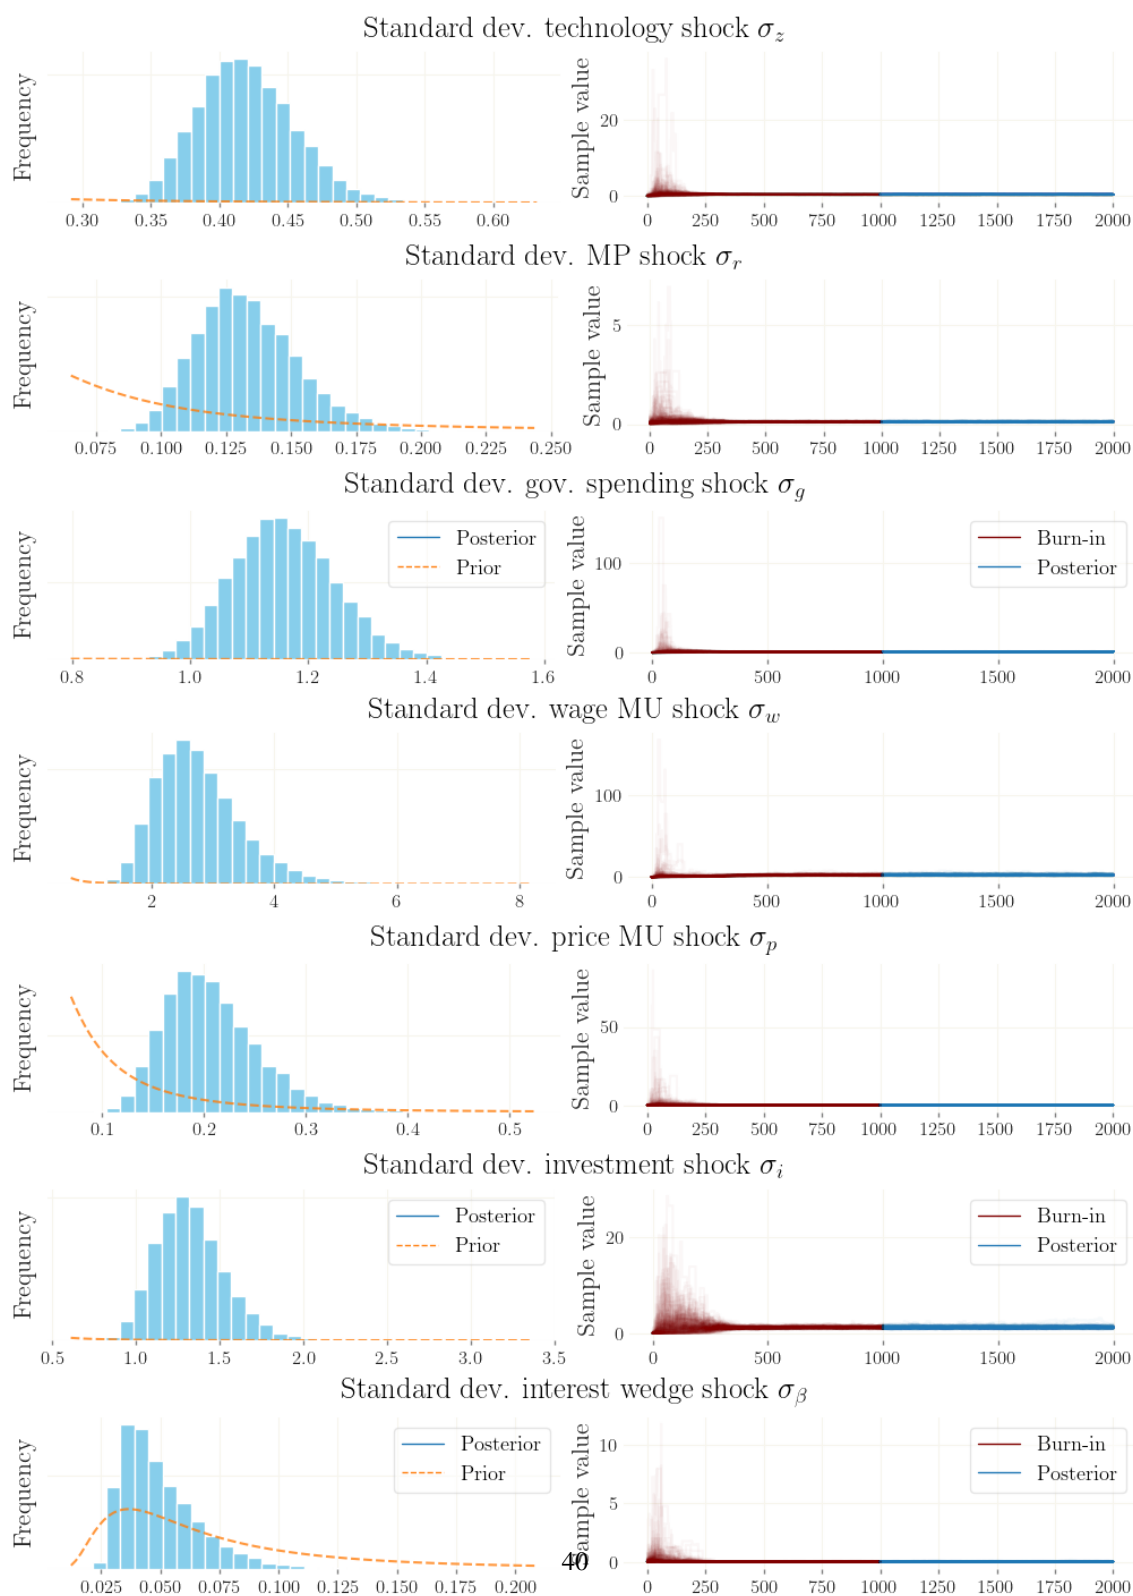 Standard dev. technology shock σz
Frequency
0.30 0.35 0.40 0.45 0.50 0.55 0.60
Sample value
20
0
0 250 500 750 1000 1250 1500 1750 2000
Standard dev. MP shock σr
Frequency
0.075 0.100 0.125 0.150 0.175 0.200 0.225 0.250
Sample value
5
0
0 250 500 750 1000 1250 1500 1750 2000
Standard dev. gov. spending shock σg
Frequency
Posterior
Prior
0.8 1.0 1.2 1.4 1.6
Sample value
100
0
Burn-in
Posterior
0 500 1000 1500 2000
Standard dev. wage MU shock σw
Frequency
2 4 6 8
Sample value
100
0
0 500 1000 1500 2000
Standard dev. price MU shock σp
Frequency
0.1 0.2 0.3 0.4 0.5
Sample value
50
0
0 250 500 750 1000 1250 1500 1750 2000
Standard dev. investment shock σi
Frequency
Posterior
Prior
0.5 1.0 1.5 2.0 2.5 3.0 3.5
Sample value
20
0
Burn-in
Posterior
0 500 1000 1500 2000
Standard dev. interest wedge shock σβ
Frequency
Posterior
Prior
0.025 0.050 0.075 0.100 0.125 0.150 0.175 0.200
Sample value
10
5
0
Burn-in
Posterior
0 250 500 750 1000 1250 1500 1750 2000
40